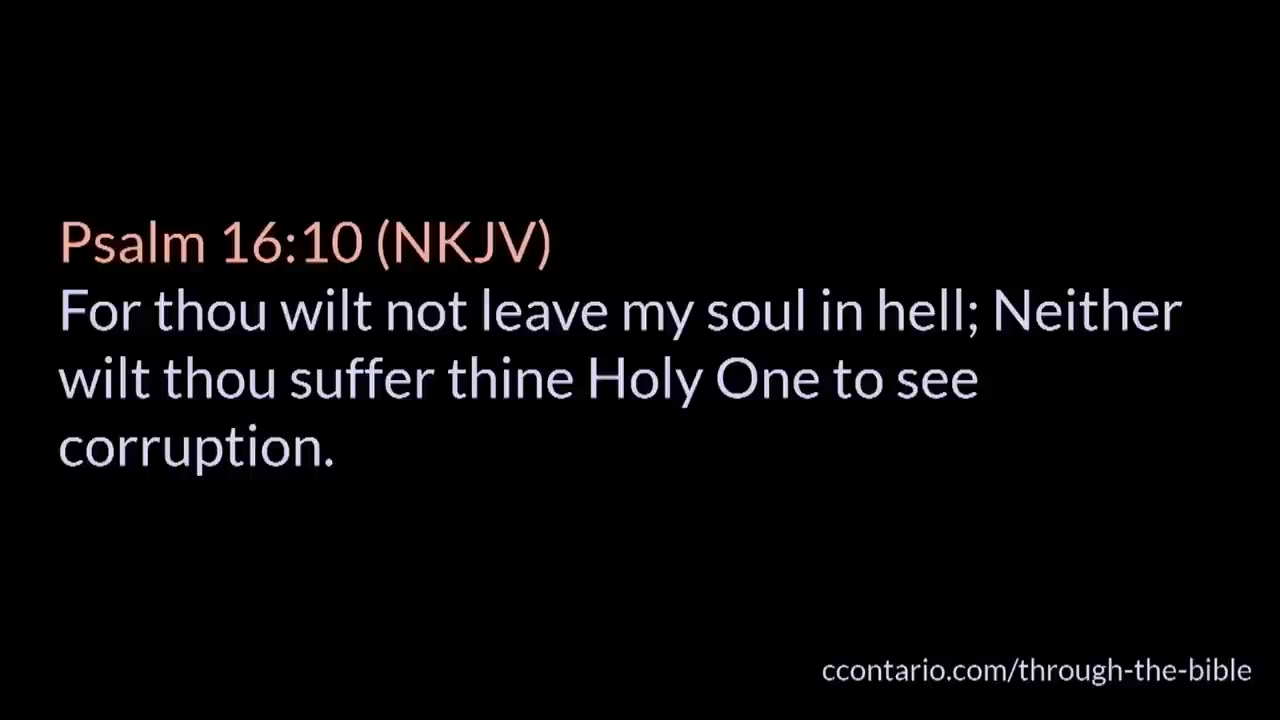 Psalm 16:10 (NKJV)
For thou wilt not leave my soul in hell; Neither
wilt thou suffer thine Holy One to see
corruption.
ccontario.com/through-the-bible